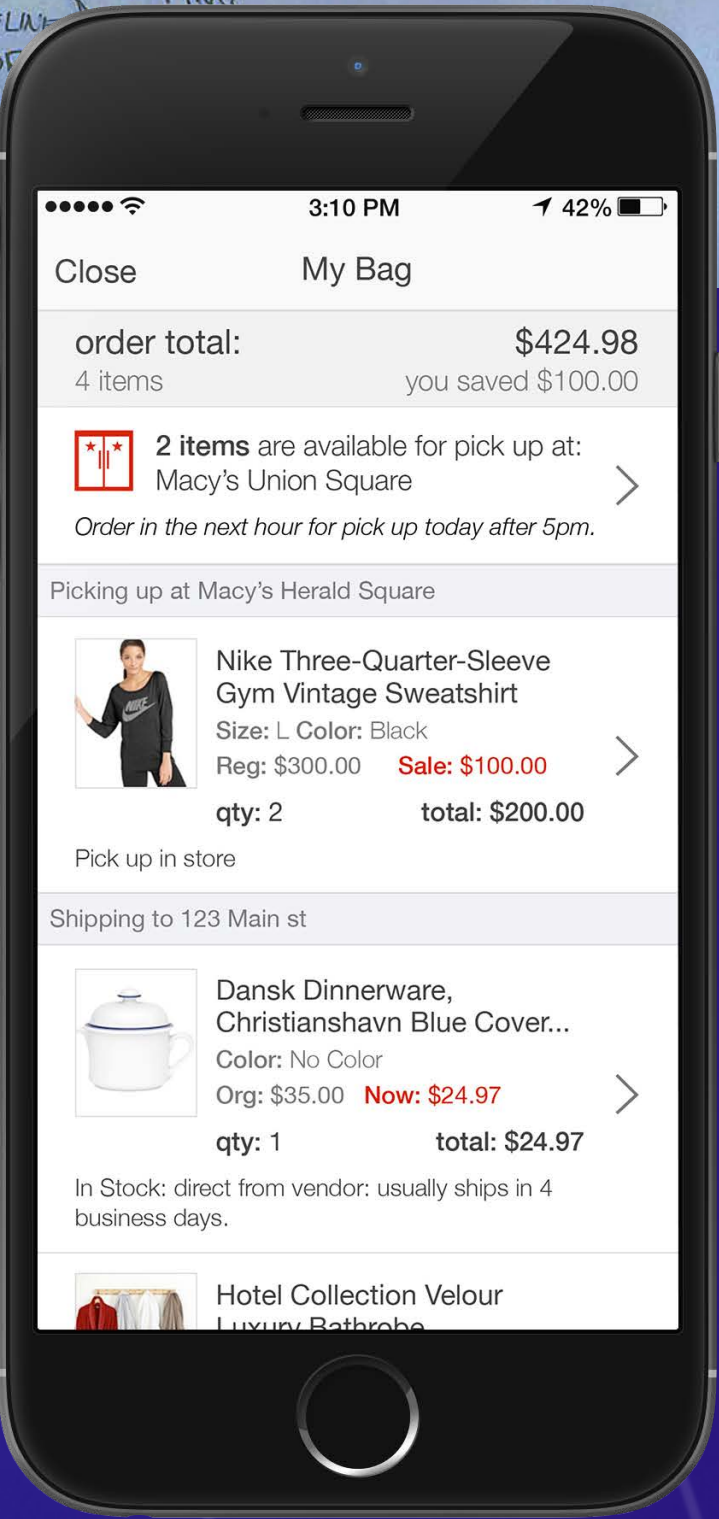 3:10 PM
42%
Close
My Bag
order total:
$424.98
4 items
you saved $100.00
2 items are available for pick up at:
Macy's Union Square
Order in the next hour for pick up today after 5pm.
Picking up at Macy's Herald Square
Nike Three-Quarter-Sleeve
Gym Vintage Sweatshirt
Size: L Color: Black
Reg: $300.00 Sale: $100.00
qty: 2 total: $200.00
Pick up in store
NIKE
Shipping to 123 Main st
Dansk Dinnerware,
Christianshavn Blue Cover...
Color: No Color
Org: $35.00 Now: $24.97
qty: 1 total: $24.97
In Stock: direct from vendor: usually ships in 4
business days.
Hotel Collection Velour
Luxury Bathrobe